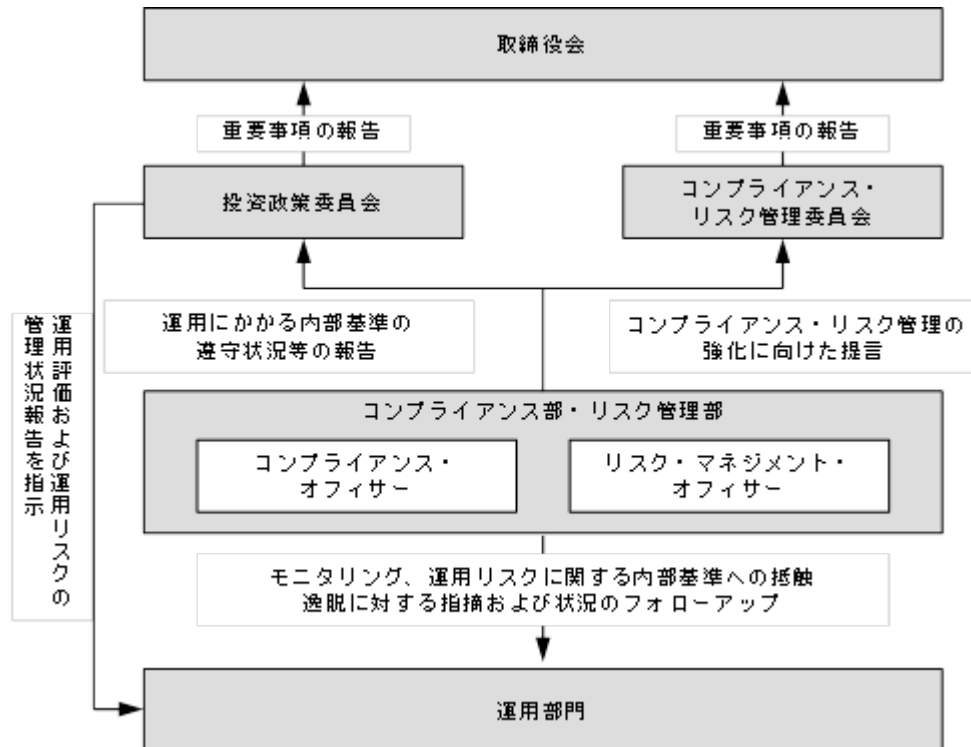 取締役会
重要事項の報告
重要事項の報告
投資政策委員会
コンプライアンス・
リスク管理委員会
運用にかかる内部基準の
遵守状況等の報告
コンプライアンス・リスク管理の
強化に向けた提言
運用評価および運用リスクの
管理状況報告を指示
コンプライアンス部・リスク管理部
コンプライアンス・
オフィサー
リスク・マネジメント・
オフィサー
モニタリング、運用リスクに関する内部基準への抵触
逸脱に対する指摘および状況のフォローアップ
運用部門